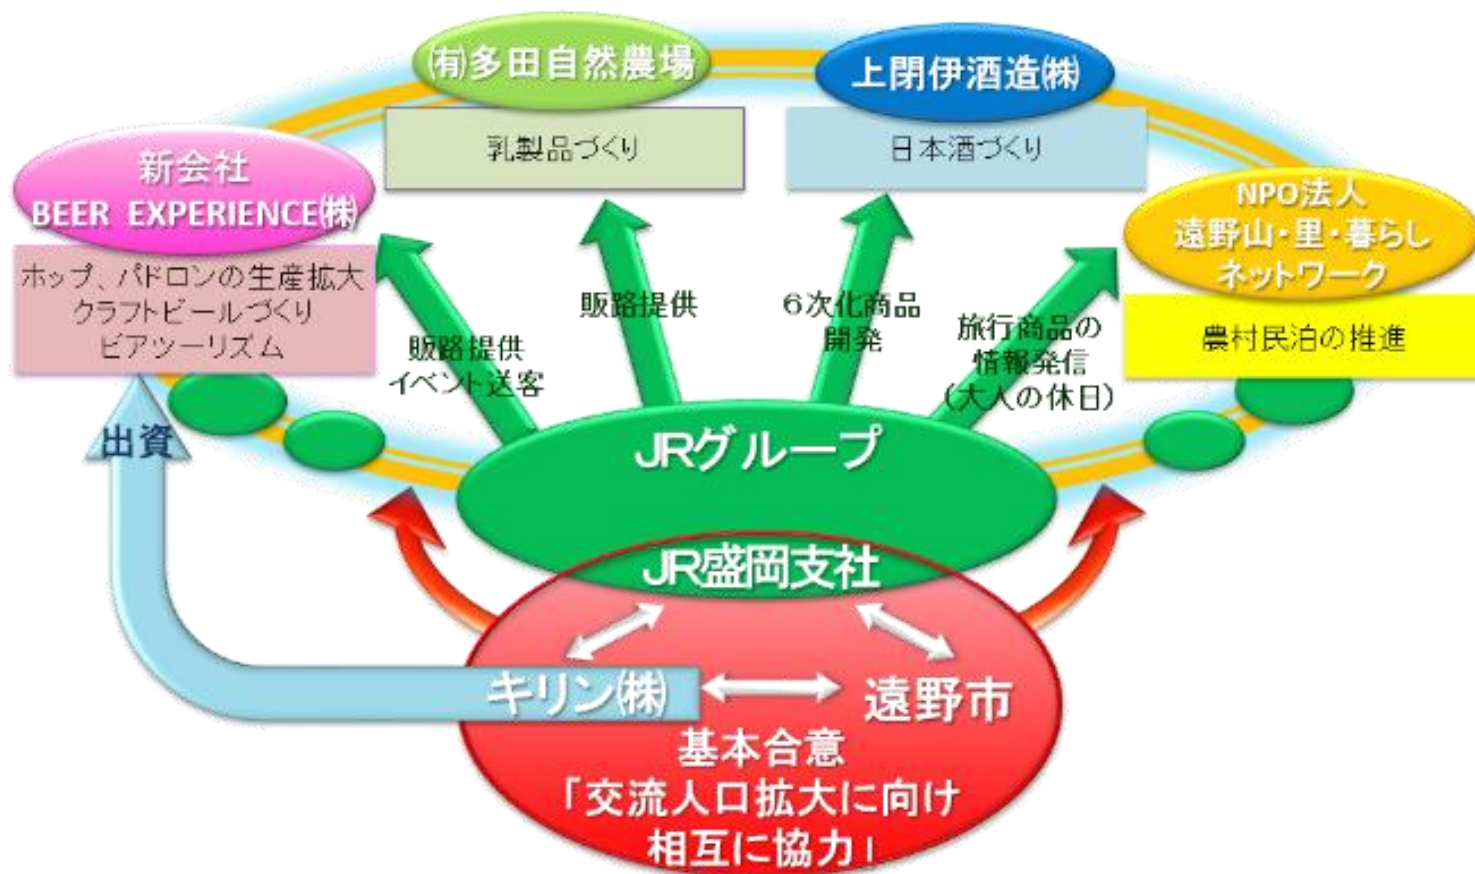 ㈲多田自然農場
乳製品づくり
上閉伊酒造㈱
日本酒づくり
新会社
BEER EXPERIENCE㈱
ホップ、パドロンの生産拡大
クラフトビールづくり
ビアツーリズム
NPO法人
遠野山・里・暮らし
ネットワーク
農村民泊の推進
販路提供
イベント送客
販路提供
6次化商品
開発
旅行商品の
情報発信
(大人の休日)
出資
JRグループ
JR盛岡支社
キリン㈱
遠野市
基本合意
「交流人口拡大に向け
相互に協力」